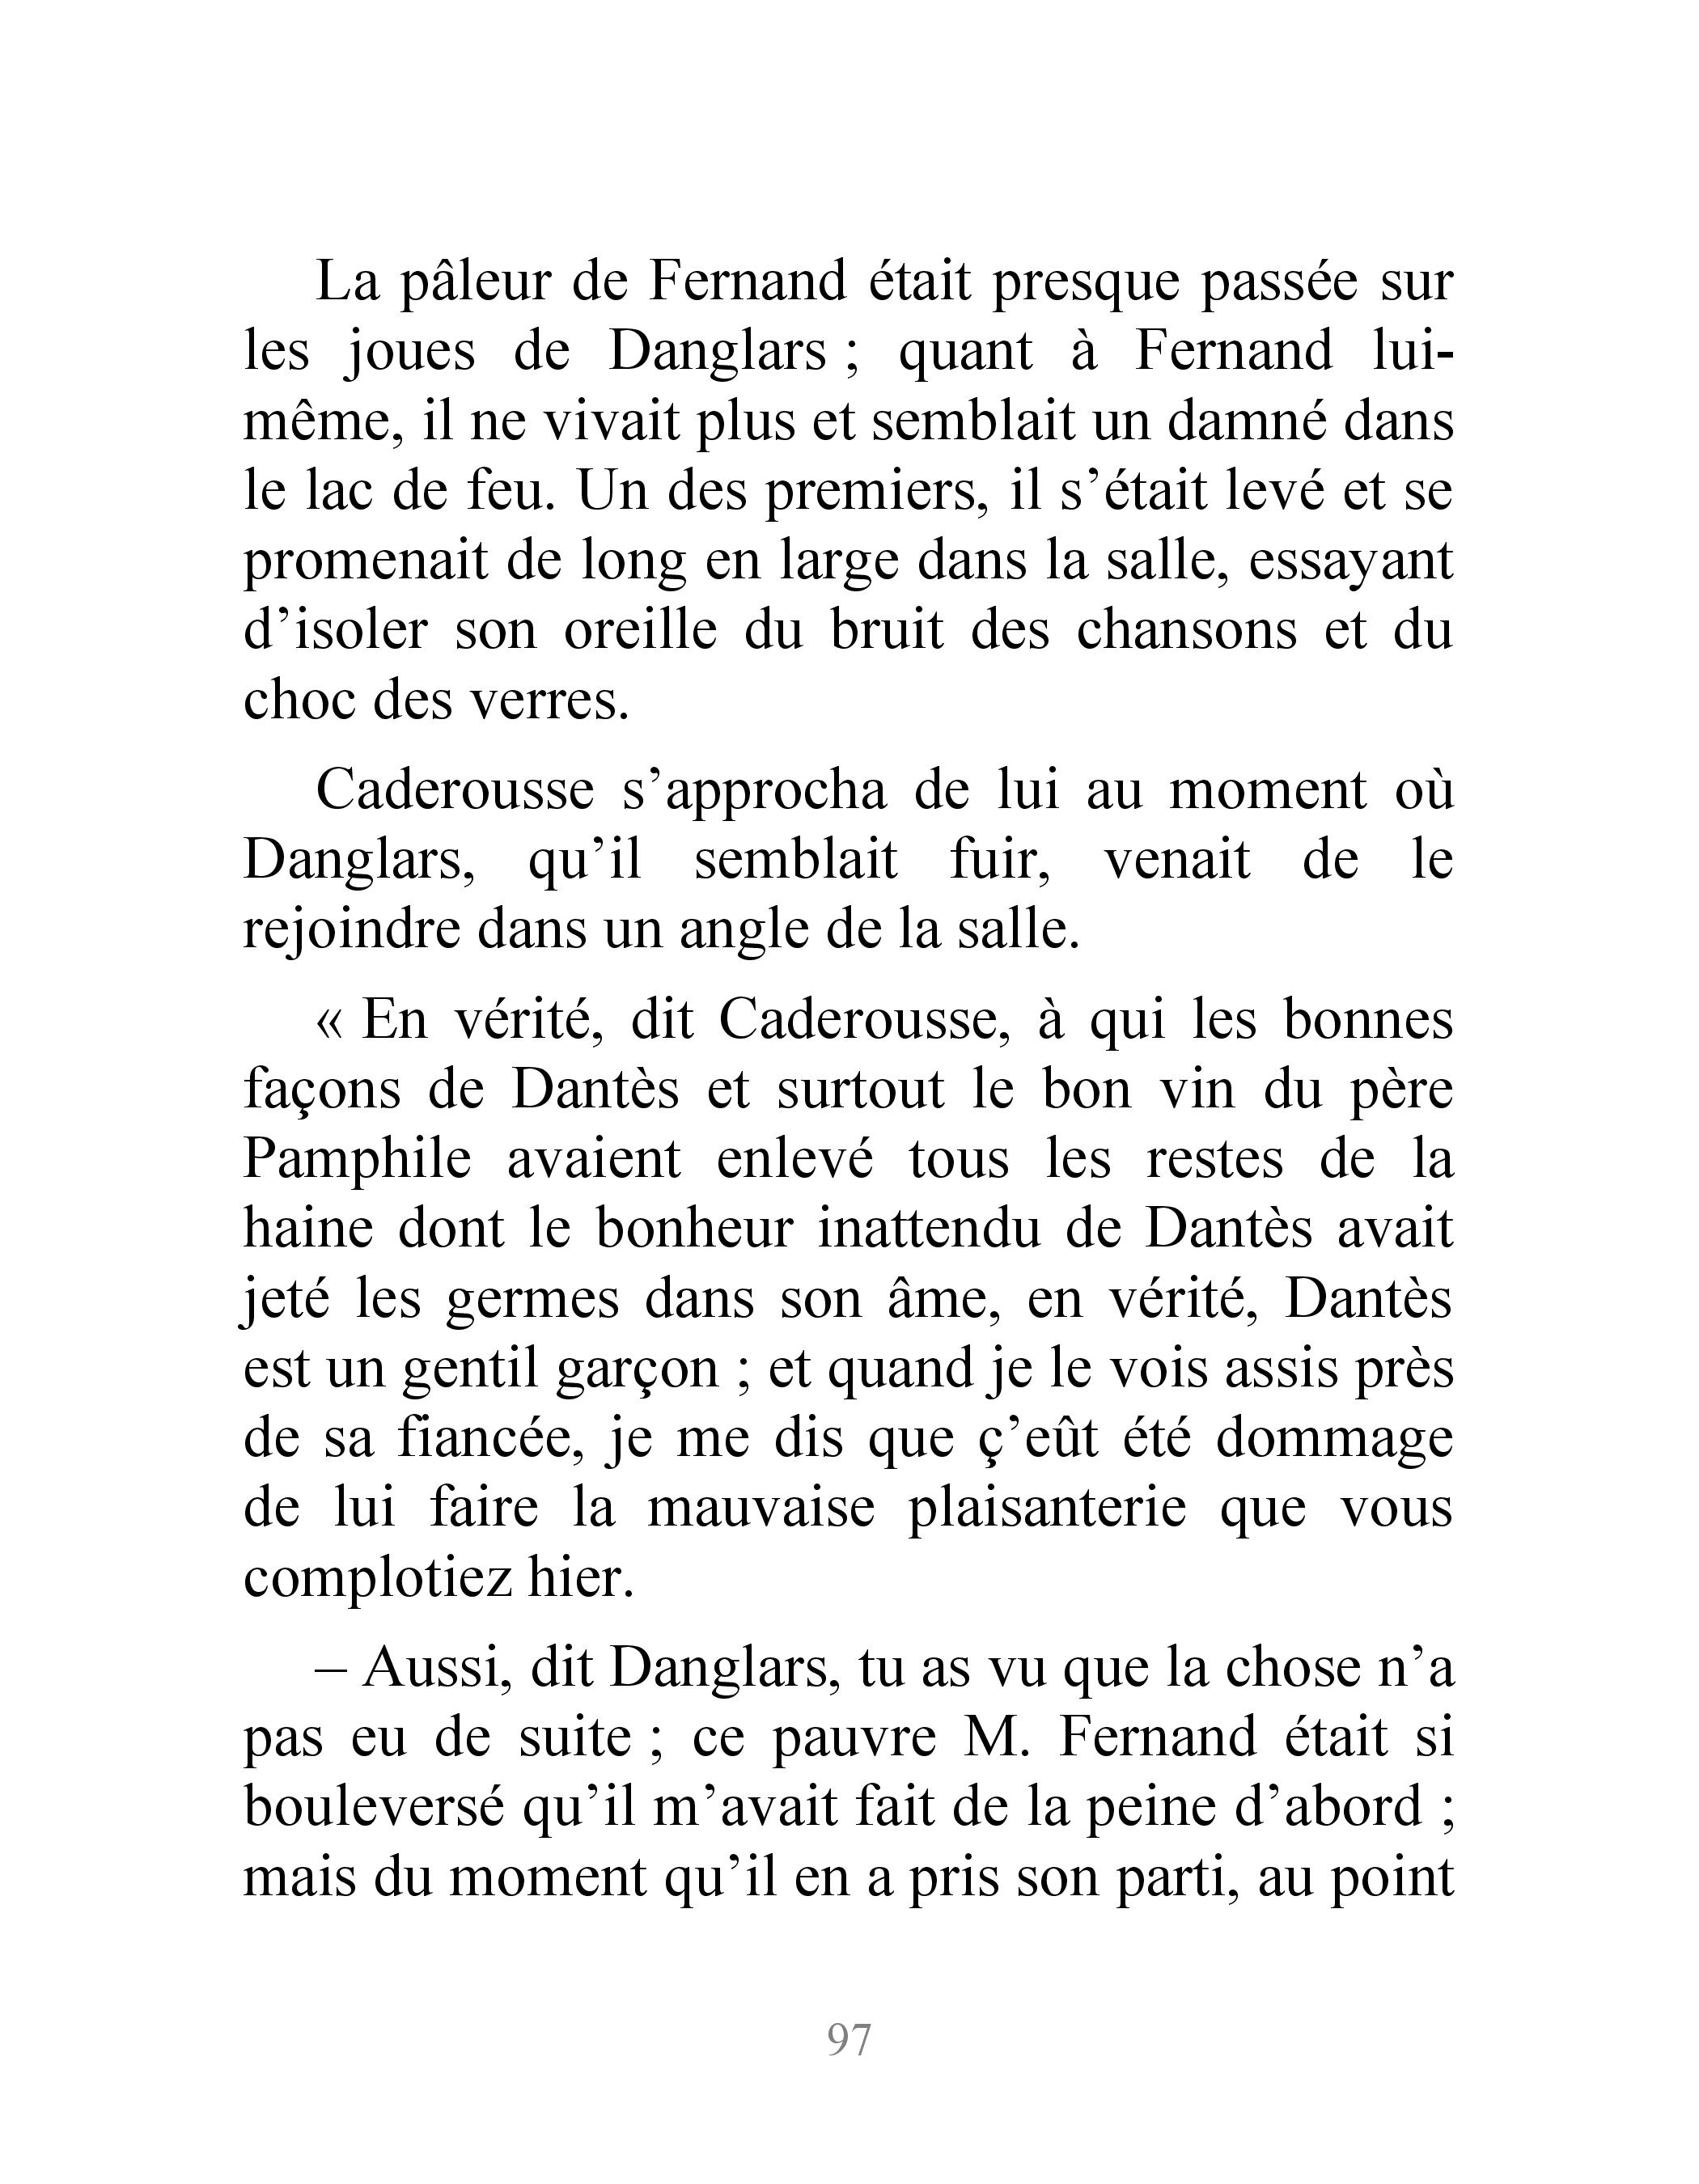 La pâleur de Fernand était presque passée sur
les joues de Danglars ; quant à Fernand lui-
même, il ne vivait plus et semblait un damné dans
le lac de feu. Un des premiers, il s’était levé et se
promenait de long en large dans la salle, essayant
d’isoler son oreille du bruit des chansons et du
choc des verres.
Caderousse s’approcha de lui au moment où
Danglars, qu’il semblait fuir, venait de le
rejoindre dans un angle de la salle.
« En vérité, dit Caderousse, à qui les bonnes
façons de Dantès et surtout le bon vin du père
Pamphile avaient enlevé tous les restes de la
haine dont le bonheur inattendu de Dantès avait
jeté les germes dans son âme, en vérité, Dantès
est un gentil garçon ; et quand je le vois assis près
de sa fiancée, je me dis que ç’eût été dommage
de lui faire la mauvaise plaisanterie que vous
complotiez hier.
– Aussi, dit Danglars, tu as vu que la chose n’a
pas eu de suite ; ce pauvre M. Fernand était si
bouleversé qu’il m’avait fait de la peine d’abord ;
mais du moment qu’il en a pris son parti, au point
97